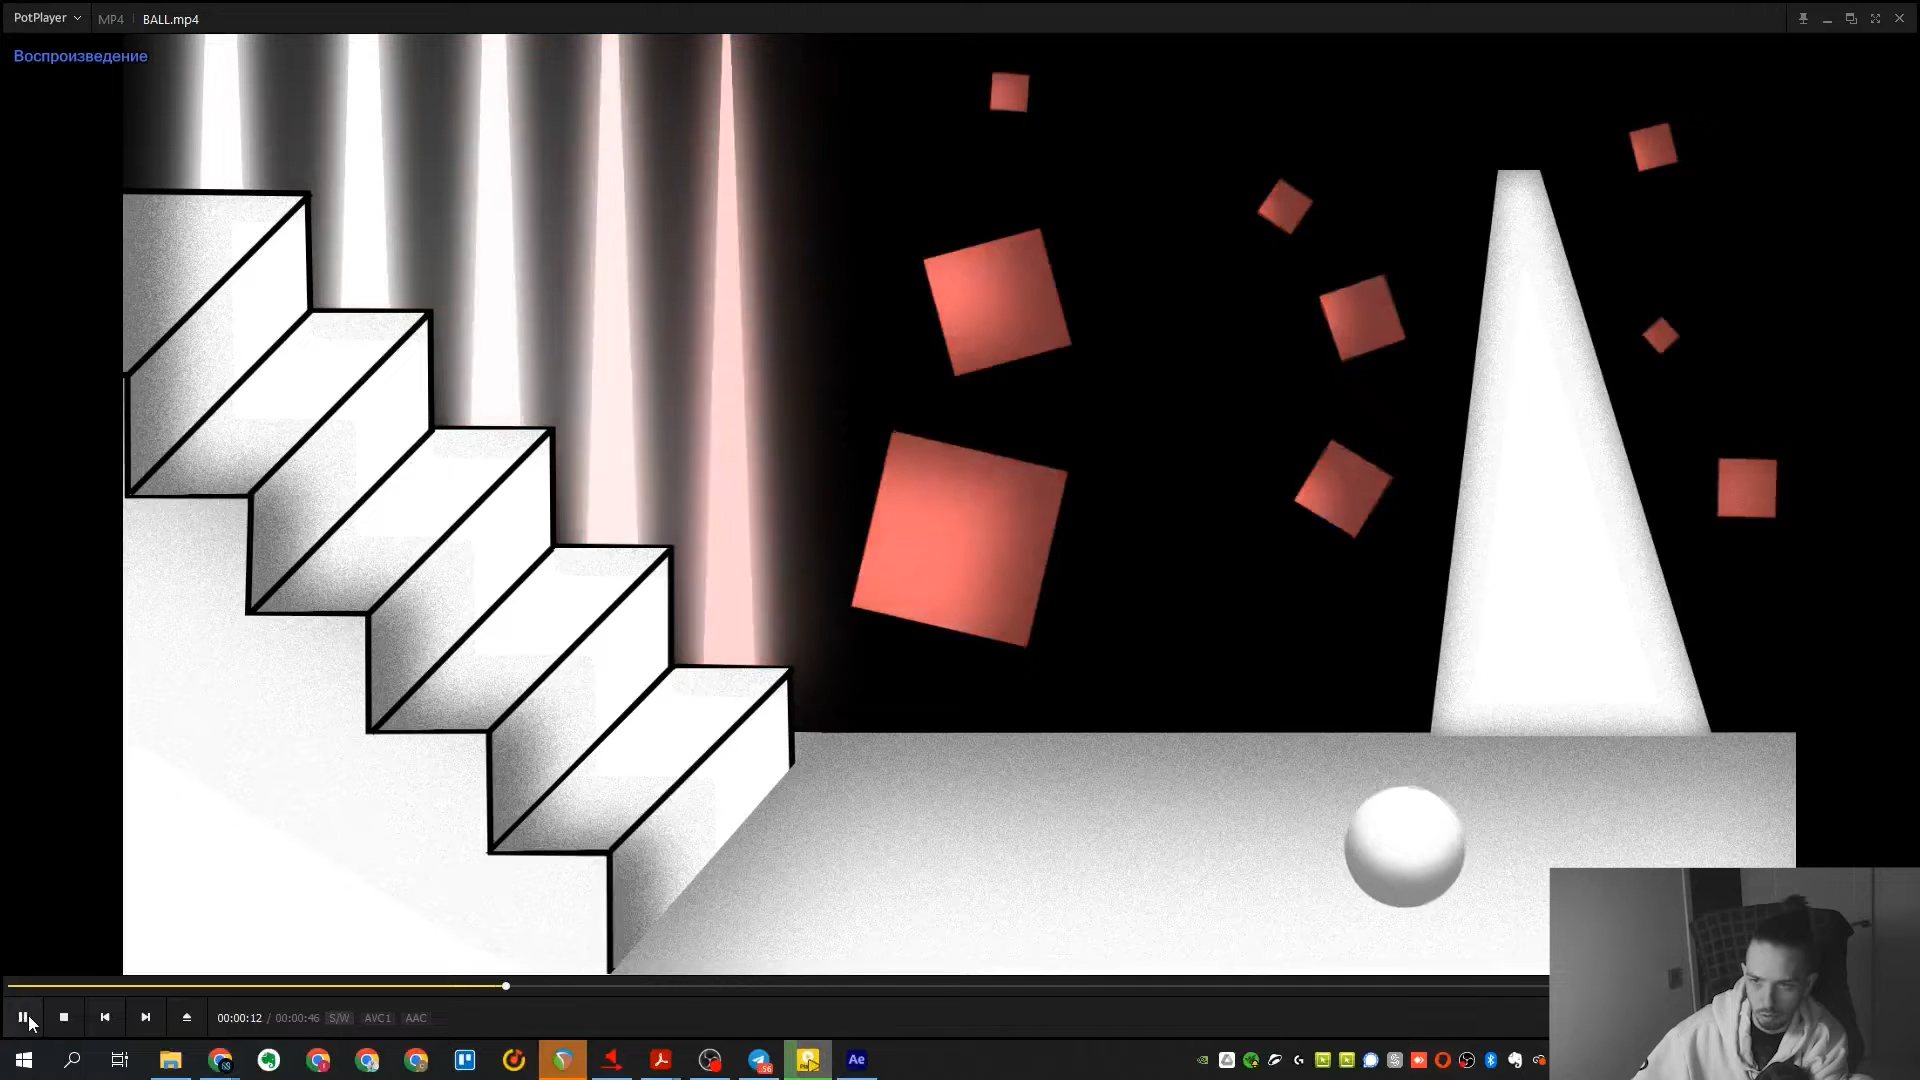 PotPlayer
MP4
BALL.mp4
Воспроизведение
00:00:12 / 00:00:46 S/W AVC1 AAC
Ae